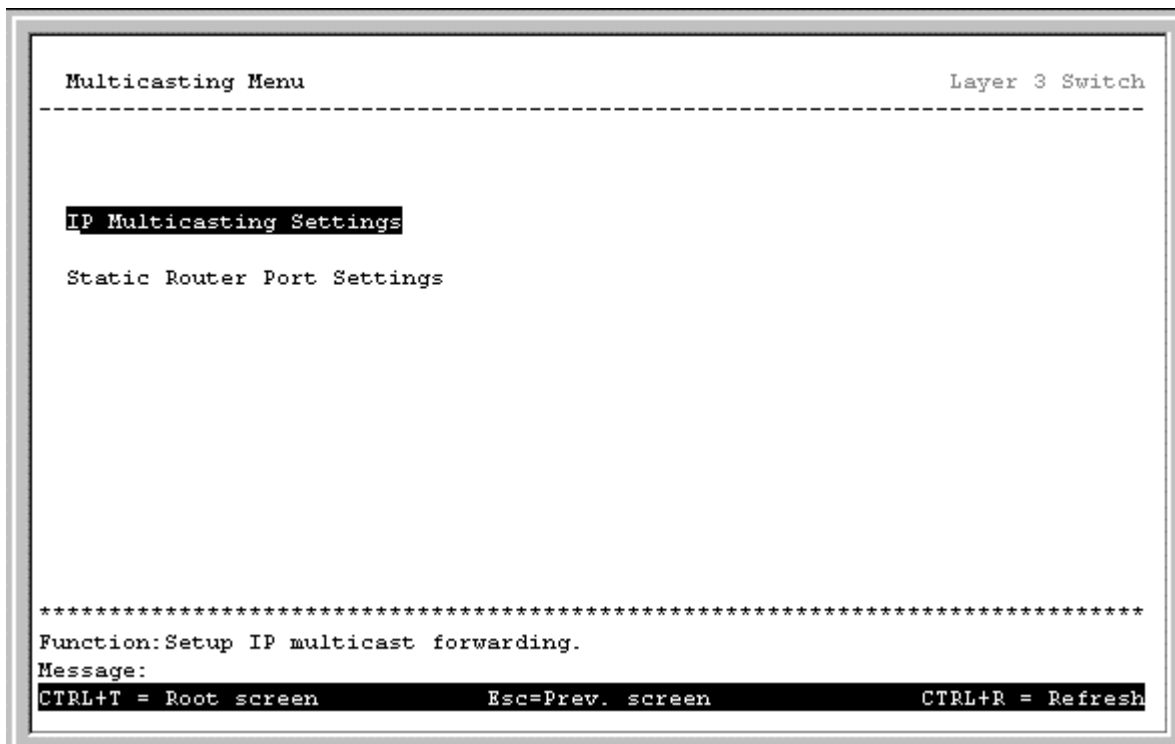 Multicasting Menu Layer 3 Switch
--------------------------------------------------------------------------------
IP Multicasting Settings
Static Router Port Settings
********************************************************************************
Function:Setup IP multicast forwarding.
Message:
CTRL+T = Root screen Esc=Prev. screen CTRL+R = Refresh